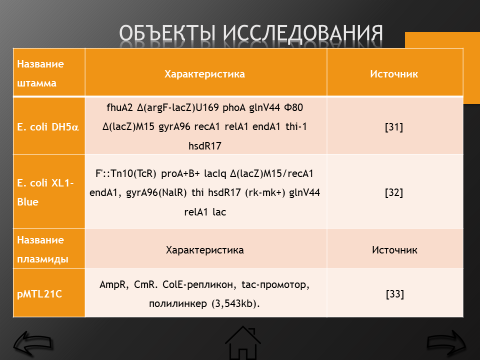 ОБЪЕКТЫ ИССЛЕДОВАНИЯ
Название штамма
Характеристика
Источник
E. coli DH5α
fhuA2 Δ(argF-lacZ)U169 phoA glnV44 Φ80
Δ(lacZ)M15 gyrA96 recA1 relA1 endA1 thi-1
hsdR17
[31]
E. coli XL1-
Blue
F'::Tn10(TcR) proA+B+ lacIq Δ(lacZ)M15/recA1
endA1, gyrA96(NalR) thi hsdR17 (rk-mk+) glnV44
relA1 lac
[32]
Название
плазмиды
Характеристика
Источник
pMTL21C
AmpR, CmR. ColE-репликон, tac-промотор,
полилинкер (3,543kb).
[33]